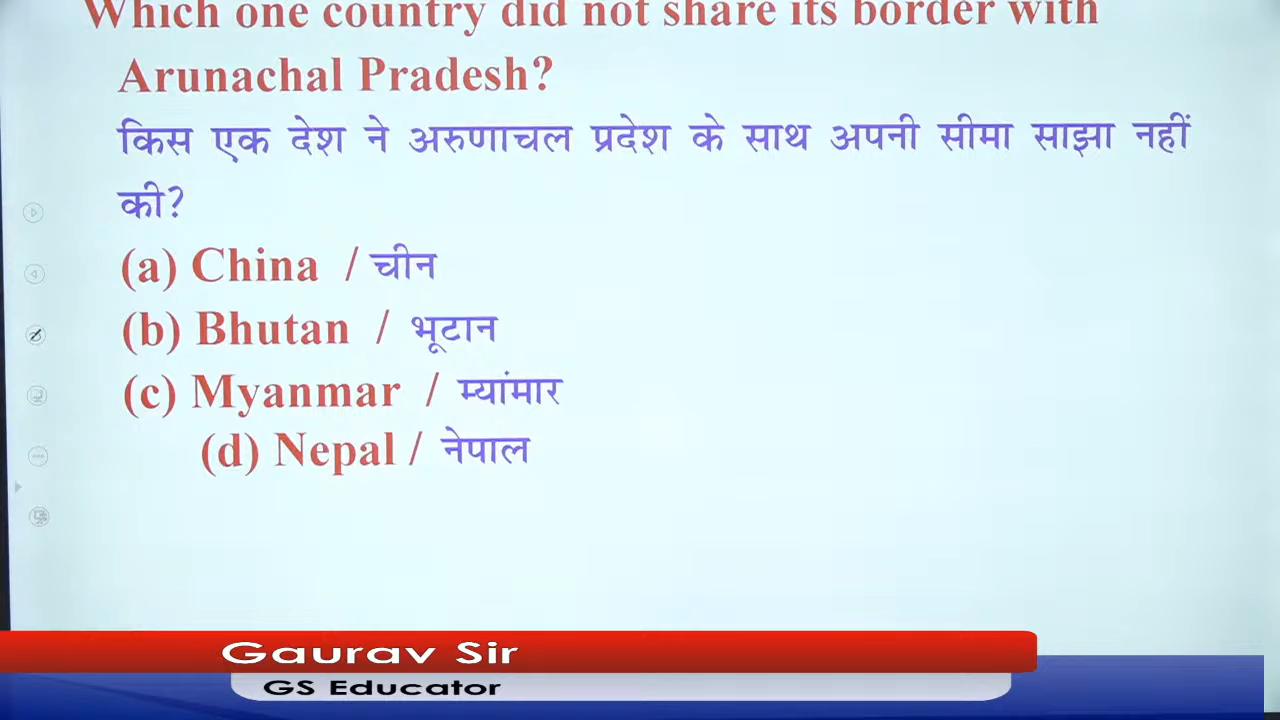 Which one country did not share its border with
Arunachal Pradesh?
किस एक देश ने अरुणाचल प्रदेश के साथ अपनी सीमा साझा नहीं
की?
(a) China / चीन
(b) Bhutan / भूटान
(c) Myanmar / म्यांमार
(d) Nepal / नेपाल
Gaurav Sir
GS Educator